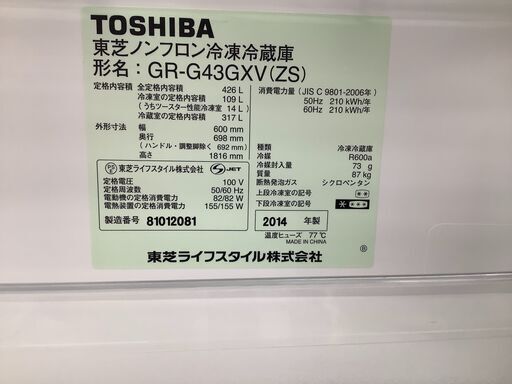 TOSHIBA
東芝ノンフロン冷凍冷蔵庫
形名：GR-G43GXV(ZS)
定格内容積 全定格内容積 426 L
冷凍室の定格内容積 109 L
(うちツースター性能冷凍室 14 L)
冷蔵室の定格内容積 317 L
外形寸法 幅 600 mm
奥行 698 mm
(ハンドル・調整脚除く 692 mm)
高さ 1816 mm
東芝ライフスタイル株式会社 S-JET
定格電圧 100 V
定格周波数 50/60 Hz
電動機の定格消費電力 82/82 W
電熱装置の定格消費電力 155/155 W
製造番号 81012081
消費電力量(JIS C 9801-2006年)
50Hz 210 kWh/年
60Hz 210 kWh/年
種類 冷凍冷蔵庫
冷媒 R600a
冷媒封入量 73 g
質量 87 kg
断熱発泡ガス シクロペンタン
上段冷凍室の記号 **
下段冷凍室の記号 ****
2014 年製
温度ヒューズ 77℃
MADE IN CHINA
Ⓑ
東芝ライフスタイル株式会社